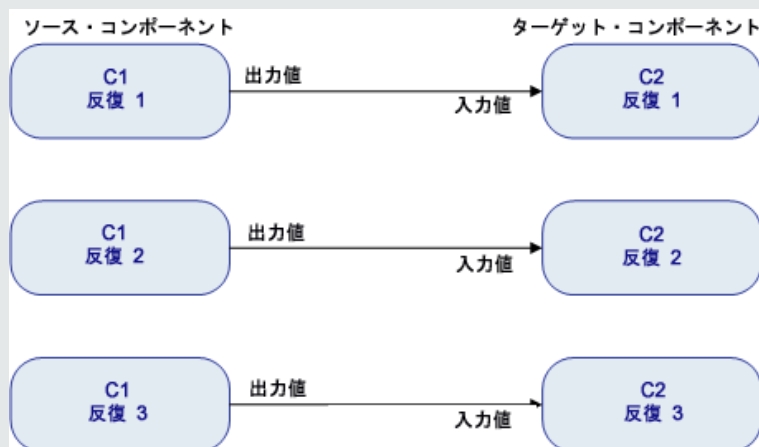 ソース・コンポーネント
ターゲット・コンポーネント
C1
反復 1
出力値
入力値
C2
反復 1
C1
反復 2
出力値
入力値
C2
反復 2
C1
反復 3
出力値
入力値
C2
反復 3